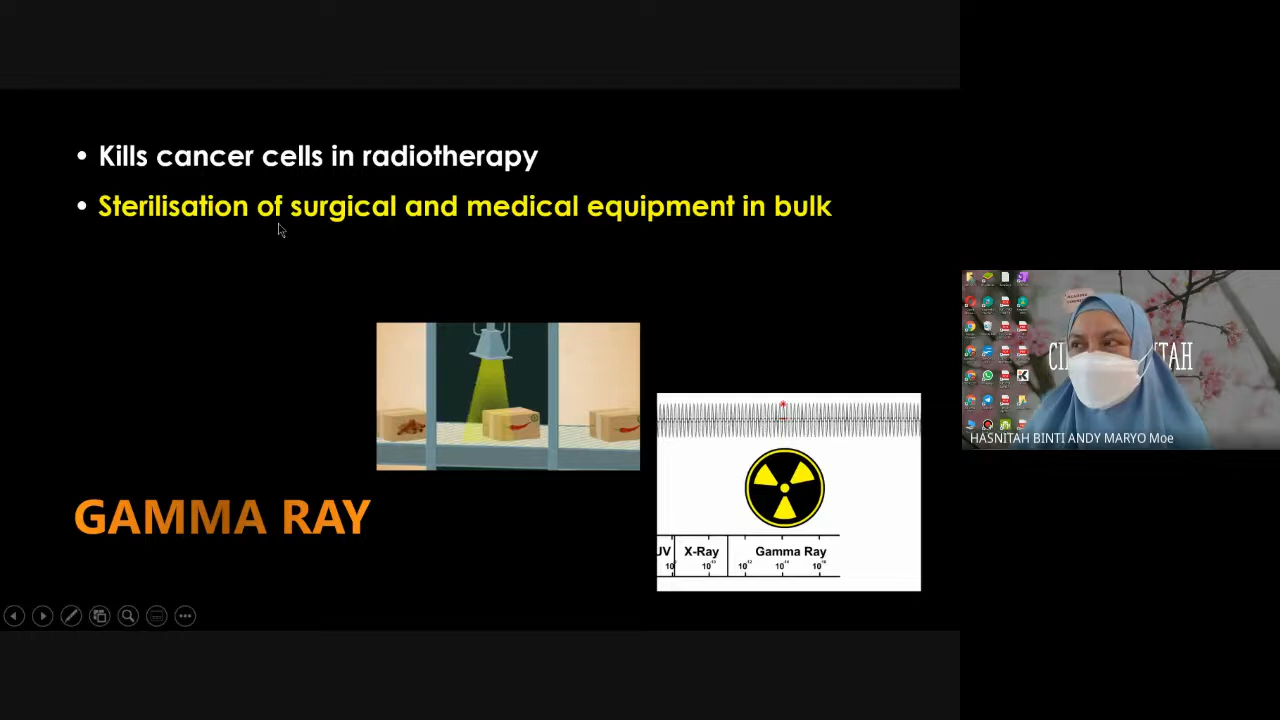 • Kills cancer cells in radiotherapy
• Sterilisation of surgical and medical equipment in bulk
GAMMA RAY
UV X-Ray Gamma Ray
HASNITAH BINTI ANDY MARYO Moe